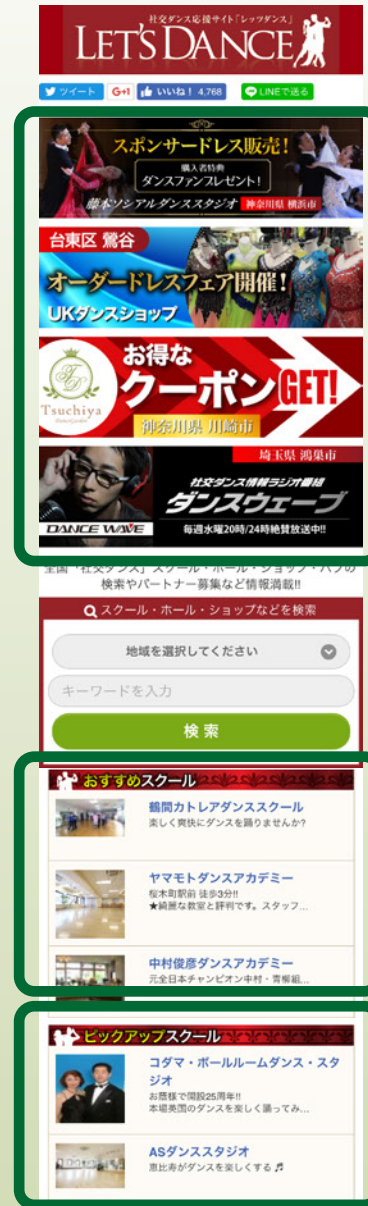 社交ダンス応援サイト「レッツダンス」
LET'S DANCE
ツイート G+1 いいね! 4,768 LINEで送る
スポンサードレス販売!
購入者特典
ダンスファンプレゼント!
藤本ソシアルダンススタジオ 神奈川県 横浜市
台東区 鶯谷
オーダードレスフェア開催!
UKダンスショップ
お得な
クーポンGET!
Tsuchiya
神奈川県 川崎市
埼玉県 鴻巣市
社交ダンス情報ラジオ番組
ダンスウェーブ
DANCE WAVE 毎週水曜20時/24時絶賛放送中!!
全国「社交ダンス」スクール・ホール・ショップ・パブの
検索やパートナー募集など情報満載!!
スクール・ホール・ショップなどを検索
地域を選択してください
キーワードを入力
検索
おすすめスクール
鶴間カトレアダンススクール
楽しく爽快にダンスを踊りませんか?
ヤマモトダンスアカデミー
桜木町駅前 徒歩3分!!
★綺麗な教室と評判です。スタッフ...
中村俊彦ダンスアカデミー
元全日本チャンピオン中村・青柳組...
ピックアップスクール
コダマ・ボールルームダンス・スタ
ジオ
お蔭様で開設25周年!!
本場英国のダンスを楽しく踊ってみ...
ASダンススタジオ
恵比寿がダンスを楽しくする♬